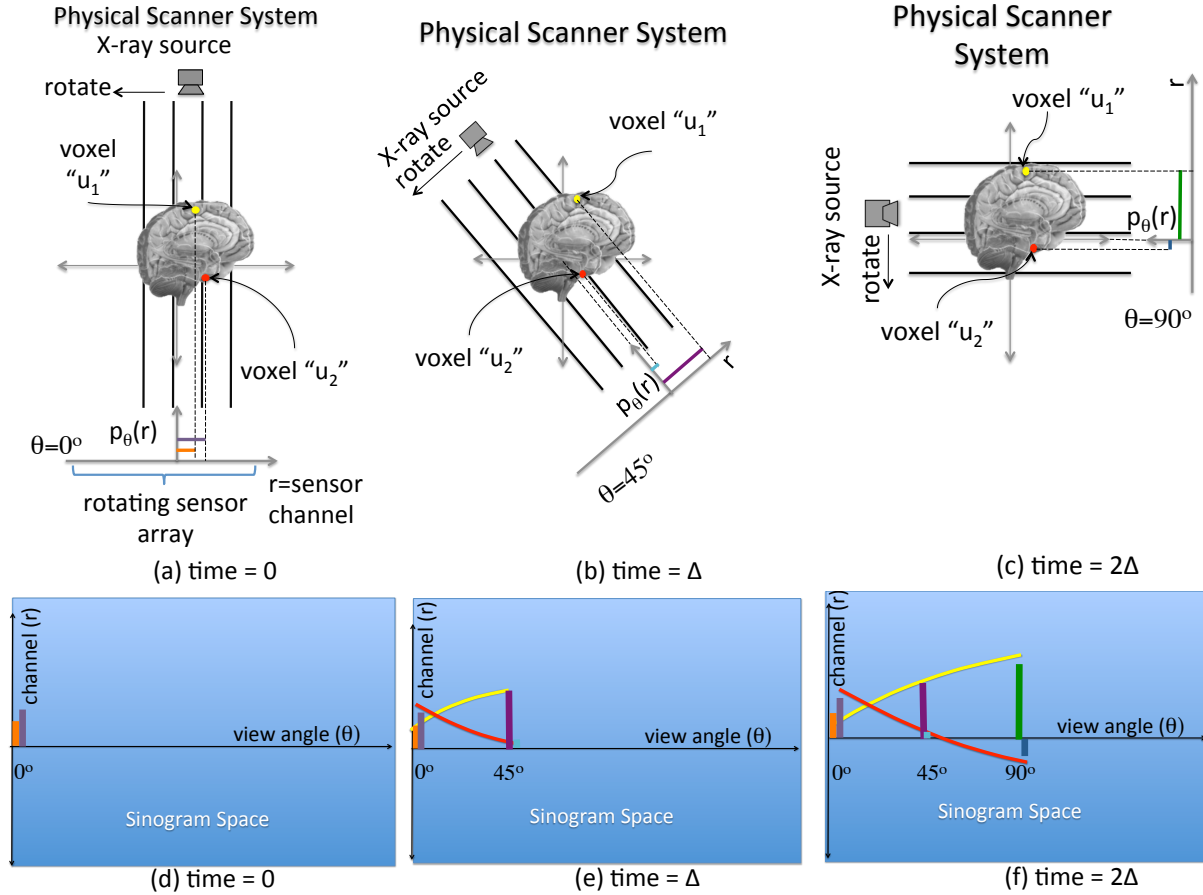 Physical Scanner System
X-ray source
rotate
voxel
“u₁”
voxel “u₂”
pθ(r)
θ=0º
rotating sensor
array
r=sensor
channel
(a) time = 0
Physical Scanner System
X-ray source
rotate
voxel “u₁”
voxel “u₂”
pθ(r)
r
θ=45º
(b) time = Δ
Physical Scanner
System
voxel “u₁”
r
X-ray source
rotate
pθ(r)
voxel “u₂”
θ=90º
(c) time = 2Δ
channel (r)
view angle (θ)
0º
Sinogram Space
(d) time = 0
channel (r)
view angle (θ)
0º
45º
Sinogram Space
(e) time = Δ
channel (r)
view angle (θ)
0º
45º
90º
Sinogram Space
(f) time = 2Δ